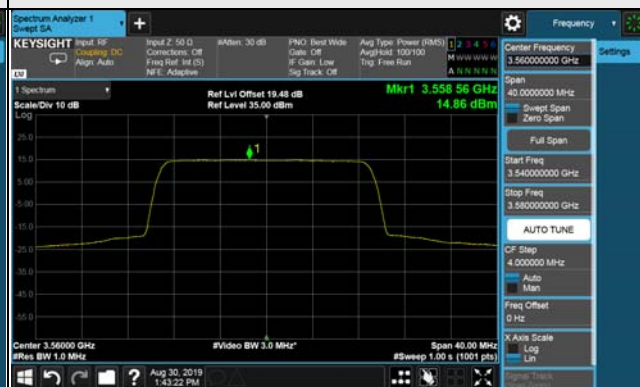 Spectrum Analyzer 1
Swept SA
Frequency
KEYSIGHT
Input: RF
Coupling: DC
Align: Auto
Input Z: 50 Ω
Corrections: Off
Freq Ref: Int (S)
NFE: Adaptive
#Atten: 30 dB
PNO: Best Wide
Gate: Off
IF Gain: Low
Sig Track: Off
Avg Type: Power (RMS)
Avg|Hold: 100/100
Trig: Free Run
1 2 3 4 5 6
M W W W W W
A N N N N N
LXI
1 Spectrum
Scale/Div 10 dB
Log
Ref Lvl Offset 19.48 dB
Ref Level 35.00 dBm
Mkr1 3.558 56 GHz
14.86 dBm
25.0
15.0
5.00
-5.00
-15.0
-25.0
-35.0
-45.0
-55.0
1
Center 3.56000 GHz
#Res BW 1.0 MHz
#Video BW 3.0 MHz*
Span 40.00 MHz
#Sweep 1.00 s (1001 pts)
Aug 30, 2019
1:43:22 PM
Center Frequency
3.560000000 GHz
Settings
Span
40.0000000 MHz
Swept Span
Zero Span
Full Span
Start Freq
3.540000000 GHz
Stop Freq
3.580000000 GHz
AUTO TUNE
CF Step
4.000000 MHz
Auto
Man
Freq Offset
0 Hz
X Axis Scale
Log
Lin
Signal Track